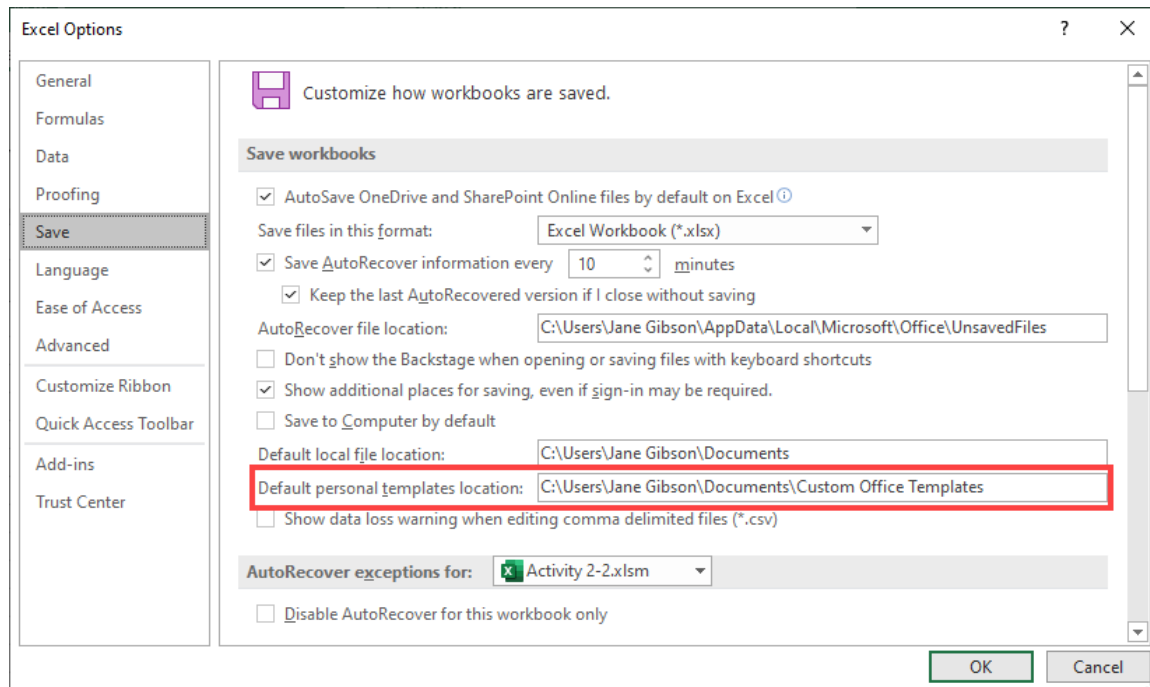 Excel Options
?
General
Formulas
Data
Proofing
Save
Language
Ease of Access
Advanced
Customize Ribbon
Quick Access Toolbar
Add-ins
Trust Center
Customize how workbooks are saved.
Save workbooks
AutoSave OneDrive and SharePoint Online files by default on Excel
Save files in this format: Excel Workbook (*.xlsx)
Save AutoRecover information every 10 minutes
Keep the last AutoRecovered version if I close without saving
AutoRecover file location: C:\Users\Jane Gibson\AppData\Local\Microsoft\Office\UnsavedFiles
Don't show the Backstage when opening or saving files with keyboard shortcuts
Show additional places for saving, even if sign-in may be required.
Save to Computer by default
Default local file location: C:\Users\Jane Gibson\Documents
Default personal templates location: C:\Users\Jane Gibson\Documents\Custom Office Templates
Show data loss warning when editing comma delimited files (*.csv)
AutoRecover exceptions for: Activity 2-2.xlsm
Disable AutoRecover for this workbook only
OK Cancel